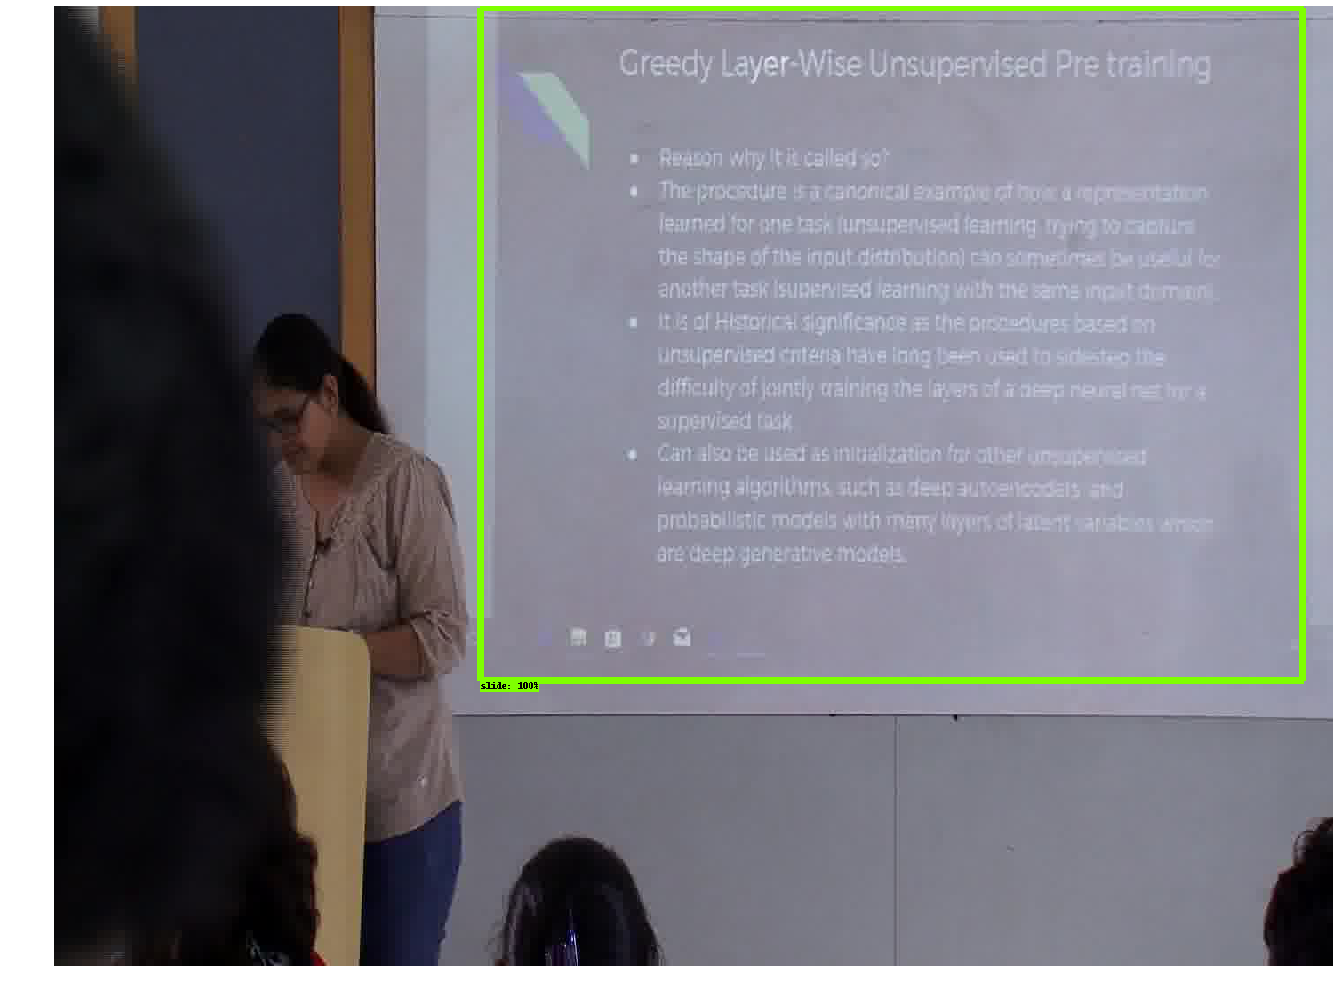 Greedy Layer-Wise Unsupervised Pre training
• Reason why it it called so?
• The procedure is a canonical example of how a representation
learned for one task (unsupervised learning, trying to capture
the shape of the input distribution) can sometimes be useful for
another task (supervised learning with the same input domain).
• It is of Historical significance as the procedures based on
unsupervised criteria have long been used to sidestep the
difficulty of jointly training the layers of a deep neural net for a
supervised task.
• Can also be used as initialization for other unsupervised
learning algorithms, such as deep autoencoders and
probabilistic models with many layers of latent variables which
are deep generative models.
slide: 100%